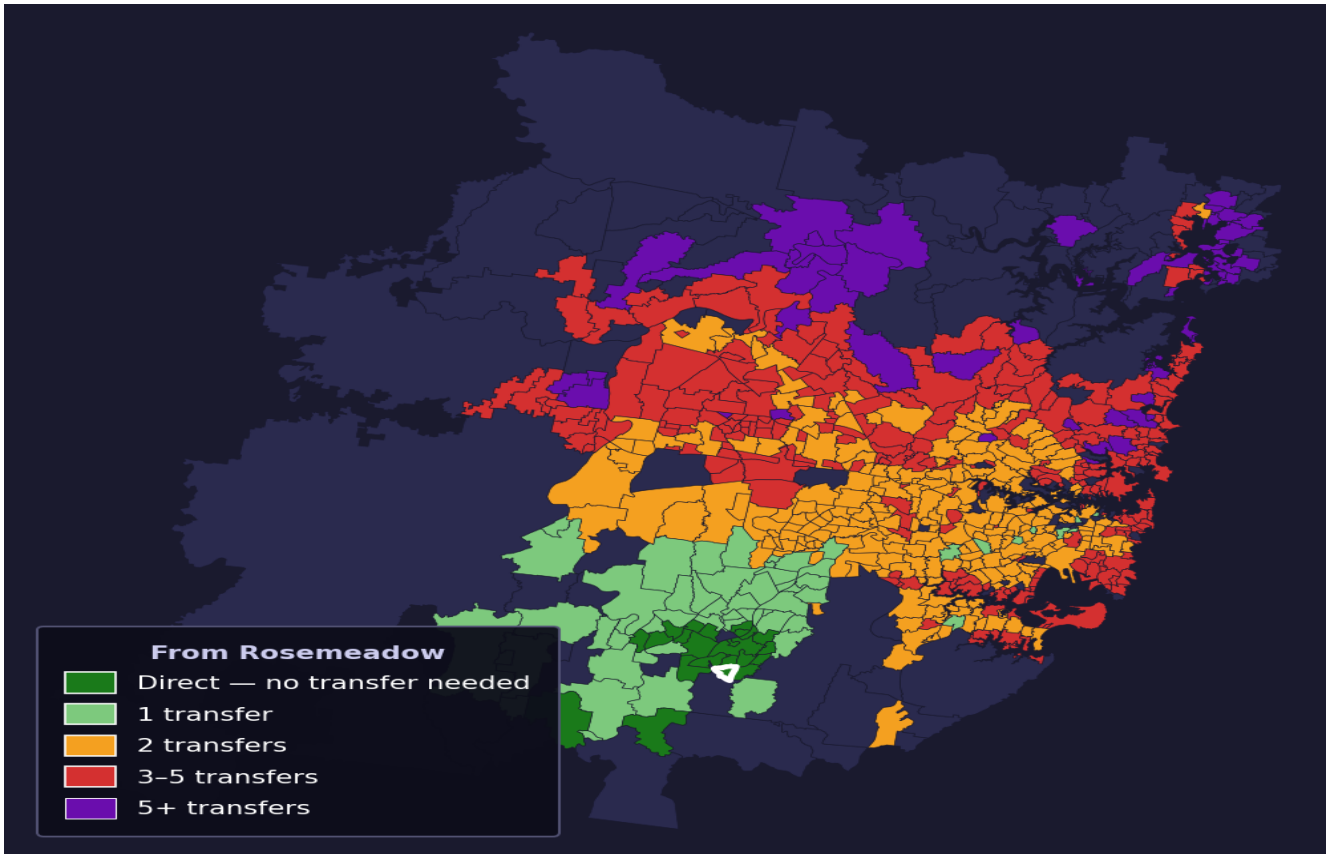 From Rosemeadow
Direct — no transfer needed
1 transfer
2 transfers
3–5 transfers
5+ transfers